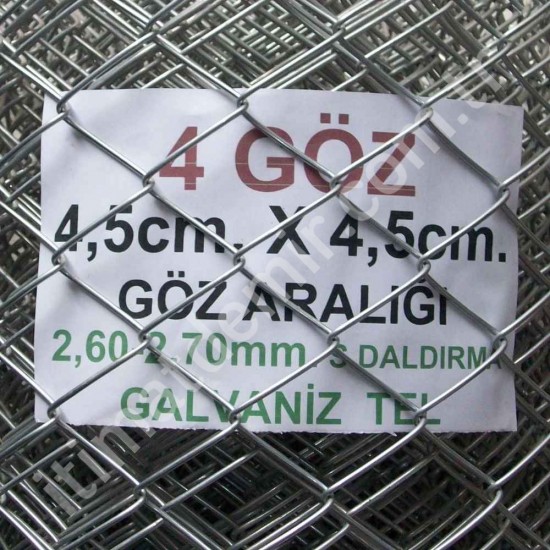 4 GÖZ
4,5cm. X 4,5cm.
GÖZ ARALIĞI
2,60-2,70mm. S DALDIRMA
GALVANİZ TEL